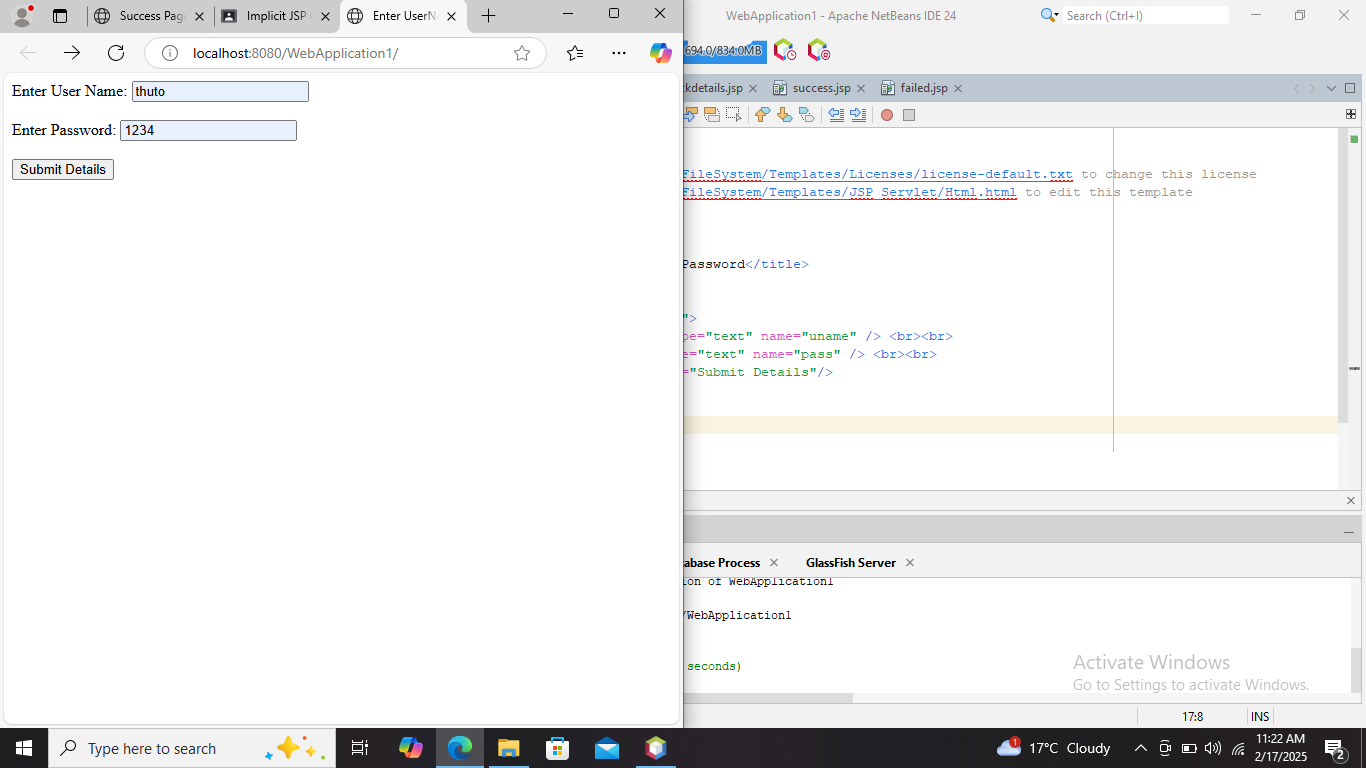 Success Pag
Implicit JSP
Enter UserN
localhost:8080/WebApplication1/
Enter User Name: thuto
Enter Password: 1234
Submit Details
WebApplication1 - Apache NetBeans IDE 24
Search (Ctrl+I)
694.0/834.0MB
ckdetails.jsp
success.jsp
failed.jsp
FileSystem/Templates/Licenses/license-default.txt to change this license
FileSystem/Templates/JSP_Servlet/Html.html to edit this template
Password</title>
">
pe="text" name="uname" /> <br><br>
e="text" name="pass" /> <br><br>
="Submit Details"/>
abase Process
GlassFish Server
ion of WebApplication1
/WebApplication1
seconds)
Activate Windows
Go to Settings to activate Windows.
17:8
INS
Type here to search
1
17°C Cloudy
11:22 AM
2/17/2025
2